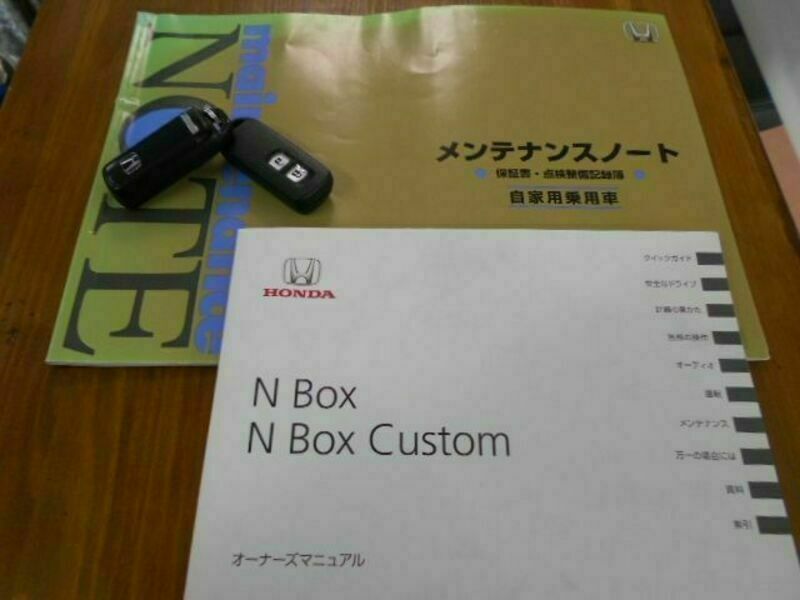 maintenance
NOTE
メンテナンスノート
保証書・点検整備記録簿
自家用乗用車
HONDA
N Box
N Box Custom
オーナーズマニュアル
クイックガイド
安全なドライブ
計器の見かた
各部の操作
オーディオ
運転
メンテナンス
万一の場合には
資料
索引